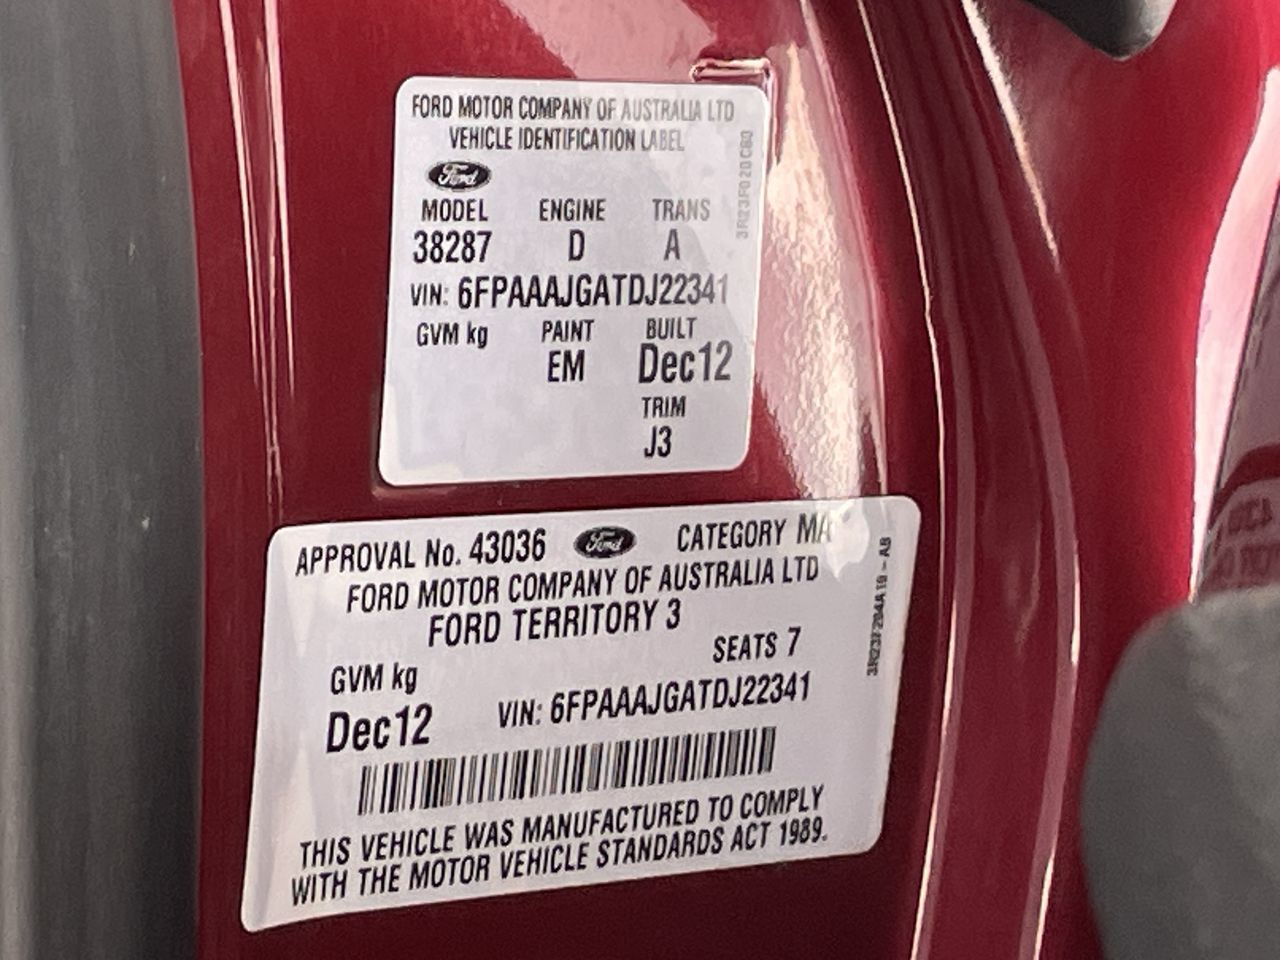 FORD MOTOR COMPANY OF AUSTRALIA LTD
VEHICLE IDENTIFICATION LABEL
Ford
MODEL ENGINE TRANS
38287 D A
VIN: 6FPAAAJGATDJ22341
GVM kg PAINT BUILT
EM Dec12
TRIM
J3
APPROVAL No. 43036 Ford CATEGORY MA
FORD MOTOR COMPANY OF AUSTRALIA LTD
FORD TERRITORY 3
SEATS 7
GVM kg
Dec12 VIN: 6FPAAAJGATDJ22341
THIS VEHICLE WAS MANUFACTURED TO COMPLY
WITH THE MOTOR VEHICLE STANDARDS ACT 1989.